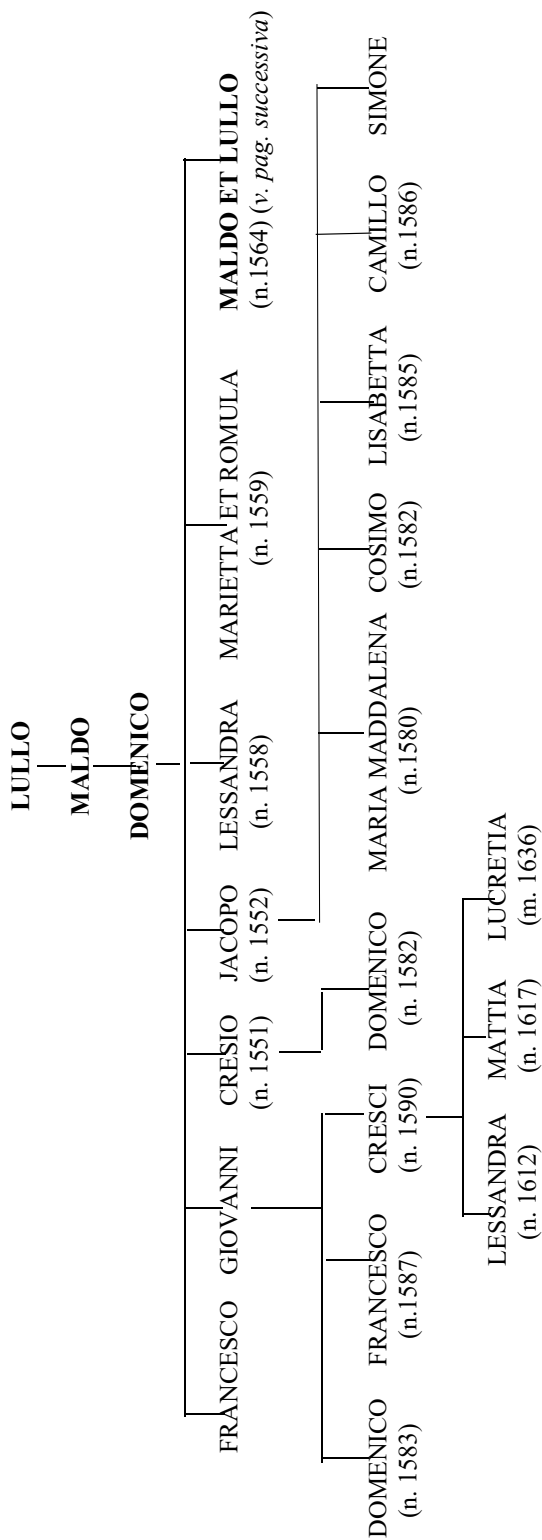 LULLO
MALDO
DOMENICO
FRANCESCO GIOVANNI CRESIO JACOPO LESSANDRA MARIETTA ET ROMULA MALDO ET LULLO
(n. 1551) (n. 1552) (n. 1558) (n. 1559) (n.1564) (v. pag. successiva)
DOMENICO FRANCESCO CRESCI DOMENICO MARIA MADDALENA COSIMO LISABETTA CAMILLO SIMONE
(n. 1583) (n.1587) (n. 1590) (n. 1582) (n.1580) (n.1582) (n.1585) (n.1586)
LESSANDRA MATTIA LUCRETIA
(n. 1612) (n. 1617) (m. 1636)